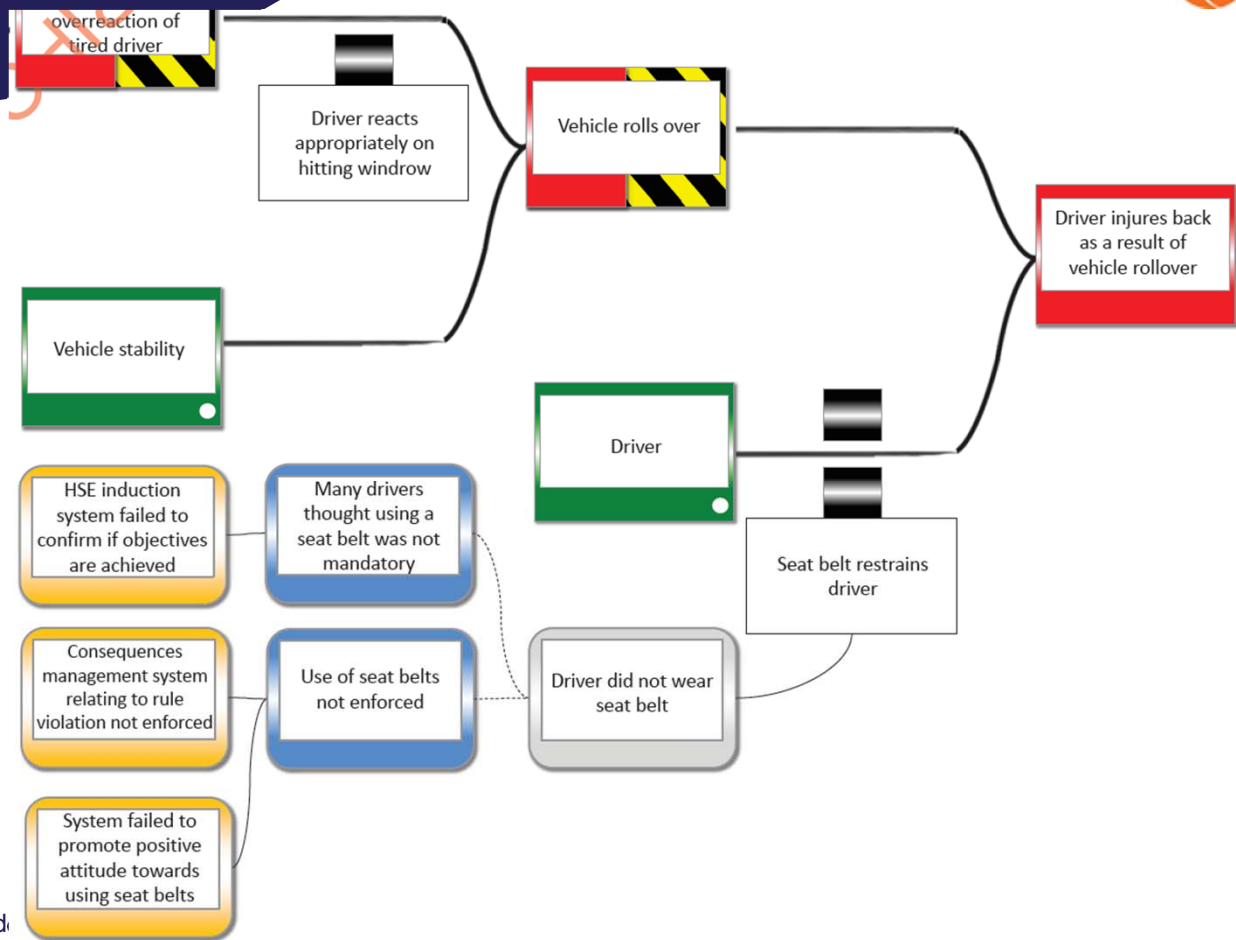 overreaction of
tired driver
Driver reacts
appropriately on
hitting windrow
Vehicle rolls over
Driver injures back
as a result of
vehicle rollover
Vehicle stability
Driver
HSE induction
system failed to
confirm if objectives
are achieved
Many drivers
thought using a
seat belt was not
mandatory
Seat belt restrains
driver
Consequences
management system
relating to rule
violation not enforced
Use of seat belts
not enforced
Driver did not wear
seat belt
System failed to
promote positive
attitude towards
using seat belts